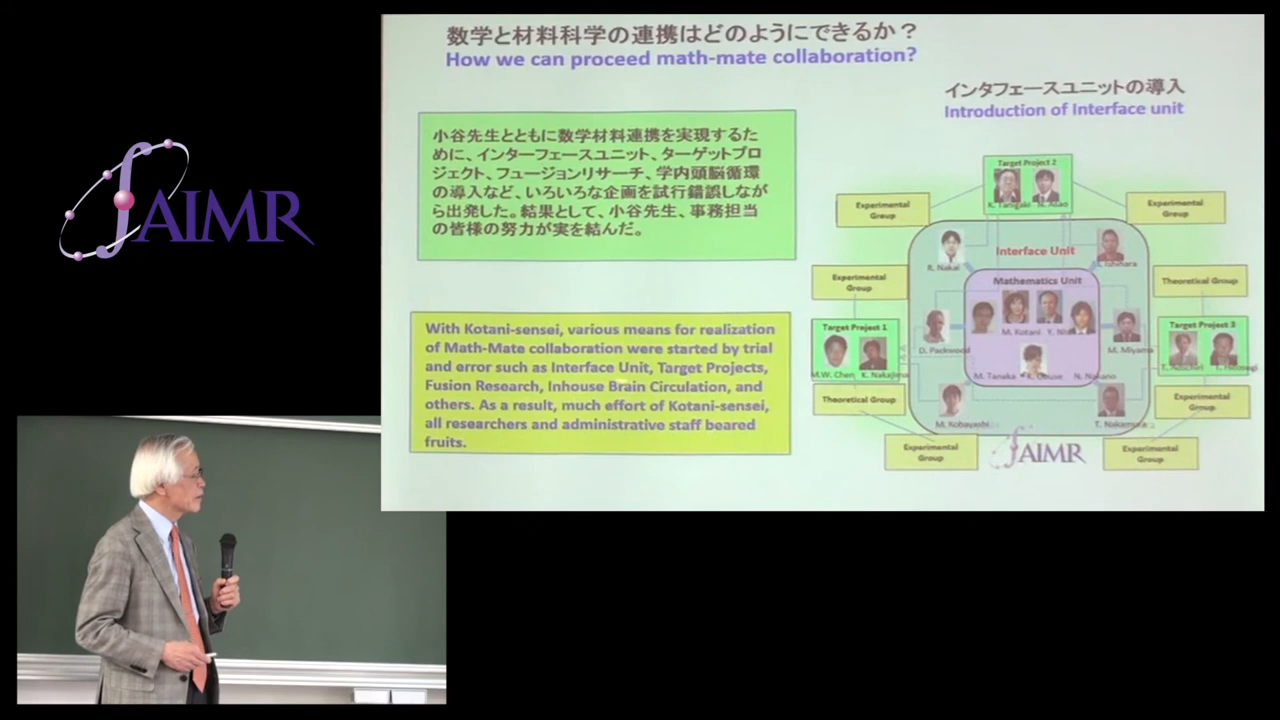 数学と材料科学の連携はどのようにできるか？
How we can proceed math-mate collaboration?
インタフェースユニットの導入
Introduction of Interface unit
小谷先生とともに数学材料連携を実現するた
めに、インターフェースユニット、ターゲットプロ
ジェクト、フュージョンリサーチ、学内頭脳循環
の導入など、いろいろな企画を試行錯誤しなが
ら出発した。結果として、小谷先生、事務担当
の皆様の努力が実を結んだ。
With Kotani-sensei, various means for realization
of Math-Mate collaboration were started by trial
and error such as Interface Unit, Target Projects,
Fusion Research, Inhouse Brain Circulation, and
others. As a result, much effort of Kotani-sensei,
all researchers and administrative staff beared
fruits.
Target Project 2
K. Tanigaki N. Asao
Experimental
Group
Experimental
Group
Interface Unit
R. Nakai
Ishihara
Mathematics Unit
Experimental
Group
Theoretical Group
Target Project 1
M.W. Chen K. Nakajima
Target Project 3
M. Kotani Y.
D. Packwood
M. Miyama
M. Tanaka
Theoretical Group
Experimental
Group
M. Kobayashi
T. Nakamura
Experimental
Group
Experimental
Group
AIMR
AIMR